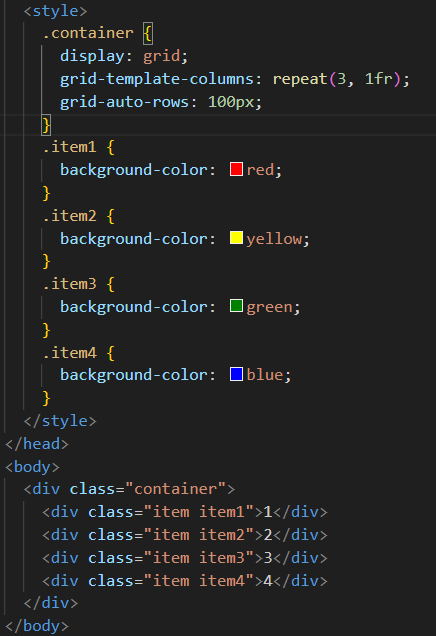 <style>
.container {
display: grid;
grid-template-columns: repeat(3, 1fr);
grid-auto-rows: 100px;
}
.item1 {
background-color: red;
}
.item2 {
background-color: yellow;
}
.item3 {
background-color: green;
}
.item4 {
background-color: blue;
}
</style>
</head>
<body>
<div class="container">
<div class="item item1">1</div>
<div class="item item2">2</div>
<div class="item item3">3</div>
<div class="item item4">4</div>
</div>
</body>